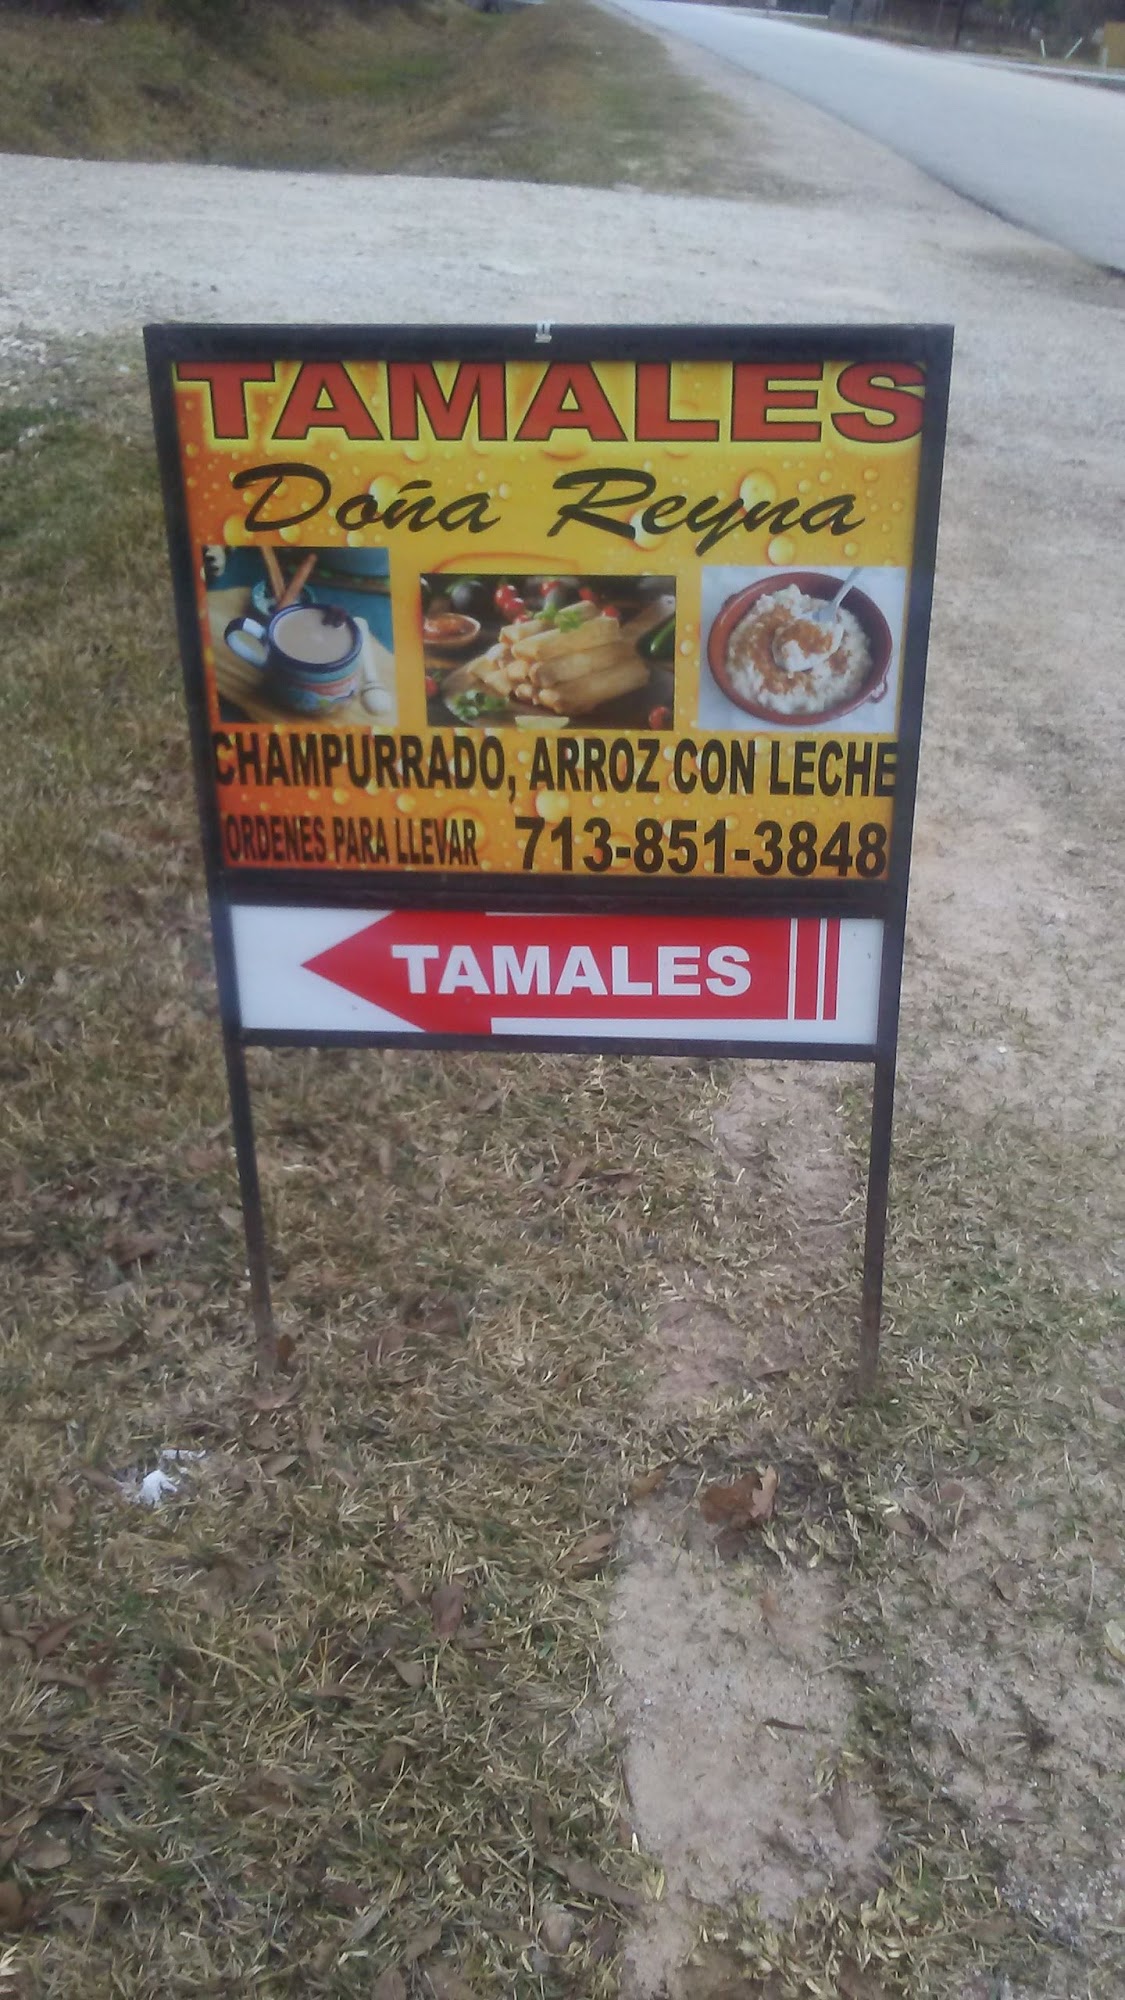 TAMALES
Doña Reyna
CHAMPURRADO, ARROZ CON LECHE
ORDENES PARA LLEVAR 713-851-3848
TAMALES